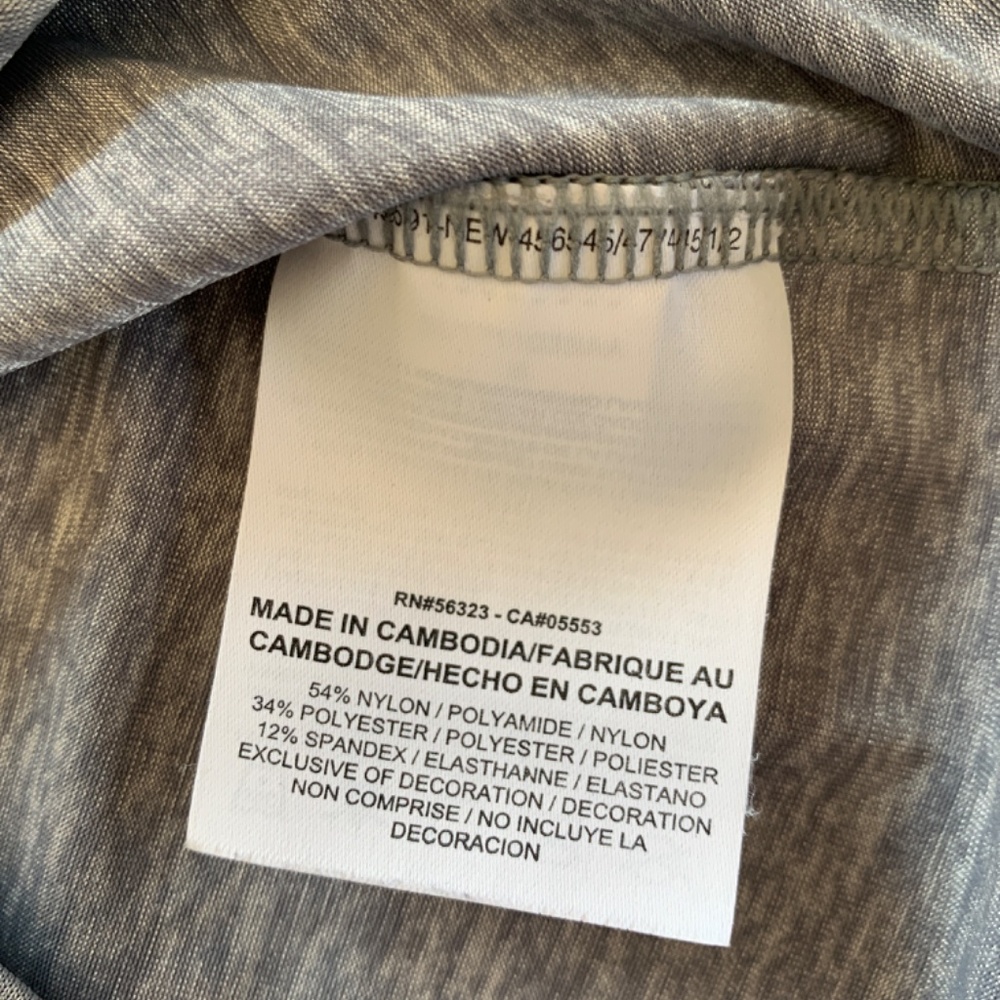 RN#56323 - CA#05553
MADE IN CAMBODIA/FABRIQUE AU
CAMBODGE/HECHO EN CAMBOYA
54% NYLON / POLYAMIDE / NYLON
34% POLYESTER / POLYESTER / POLIESTER
12% SPANDEX / ELASTHANNE / ELASTANO
EXCLUSIVE OF DECORATION / DECORATION
NON COMPRISE / NO INCLUYE LA
DECORACION